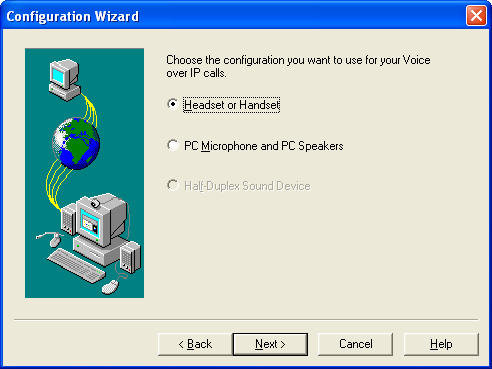 Configuration Wizard
Choose the configuration you want to use for your Voice
over IP calls.
Headset or Handset
PC Microphone and PC Speakers
Half-Duplex Sound Device
< Back
Next >
Cancel
Help